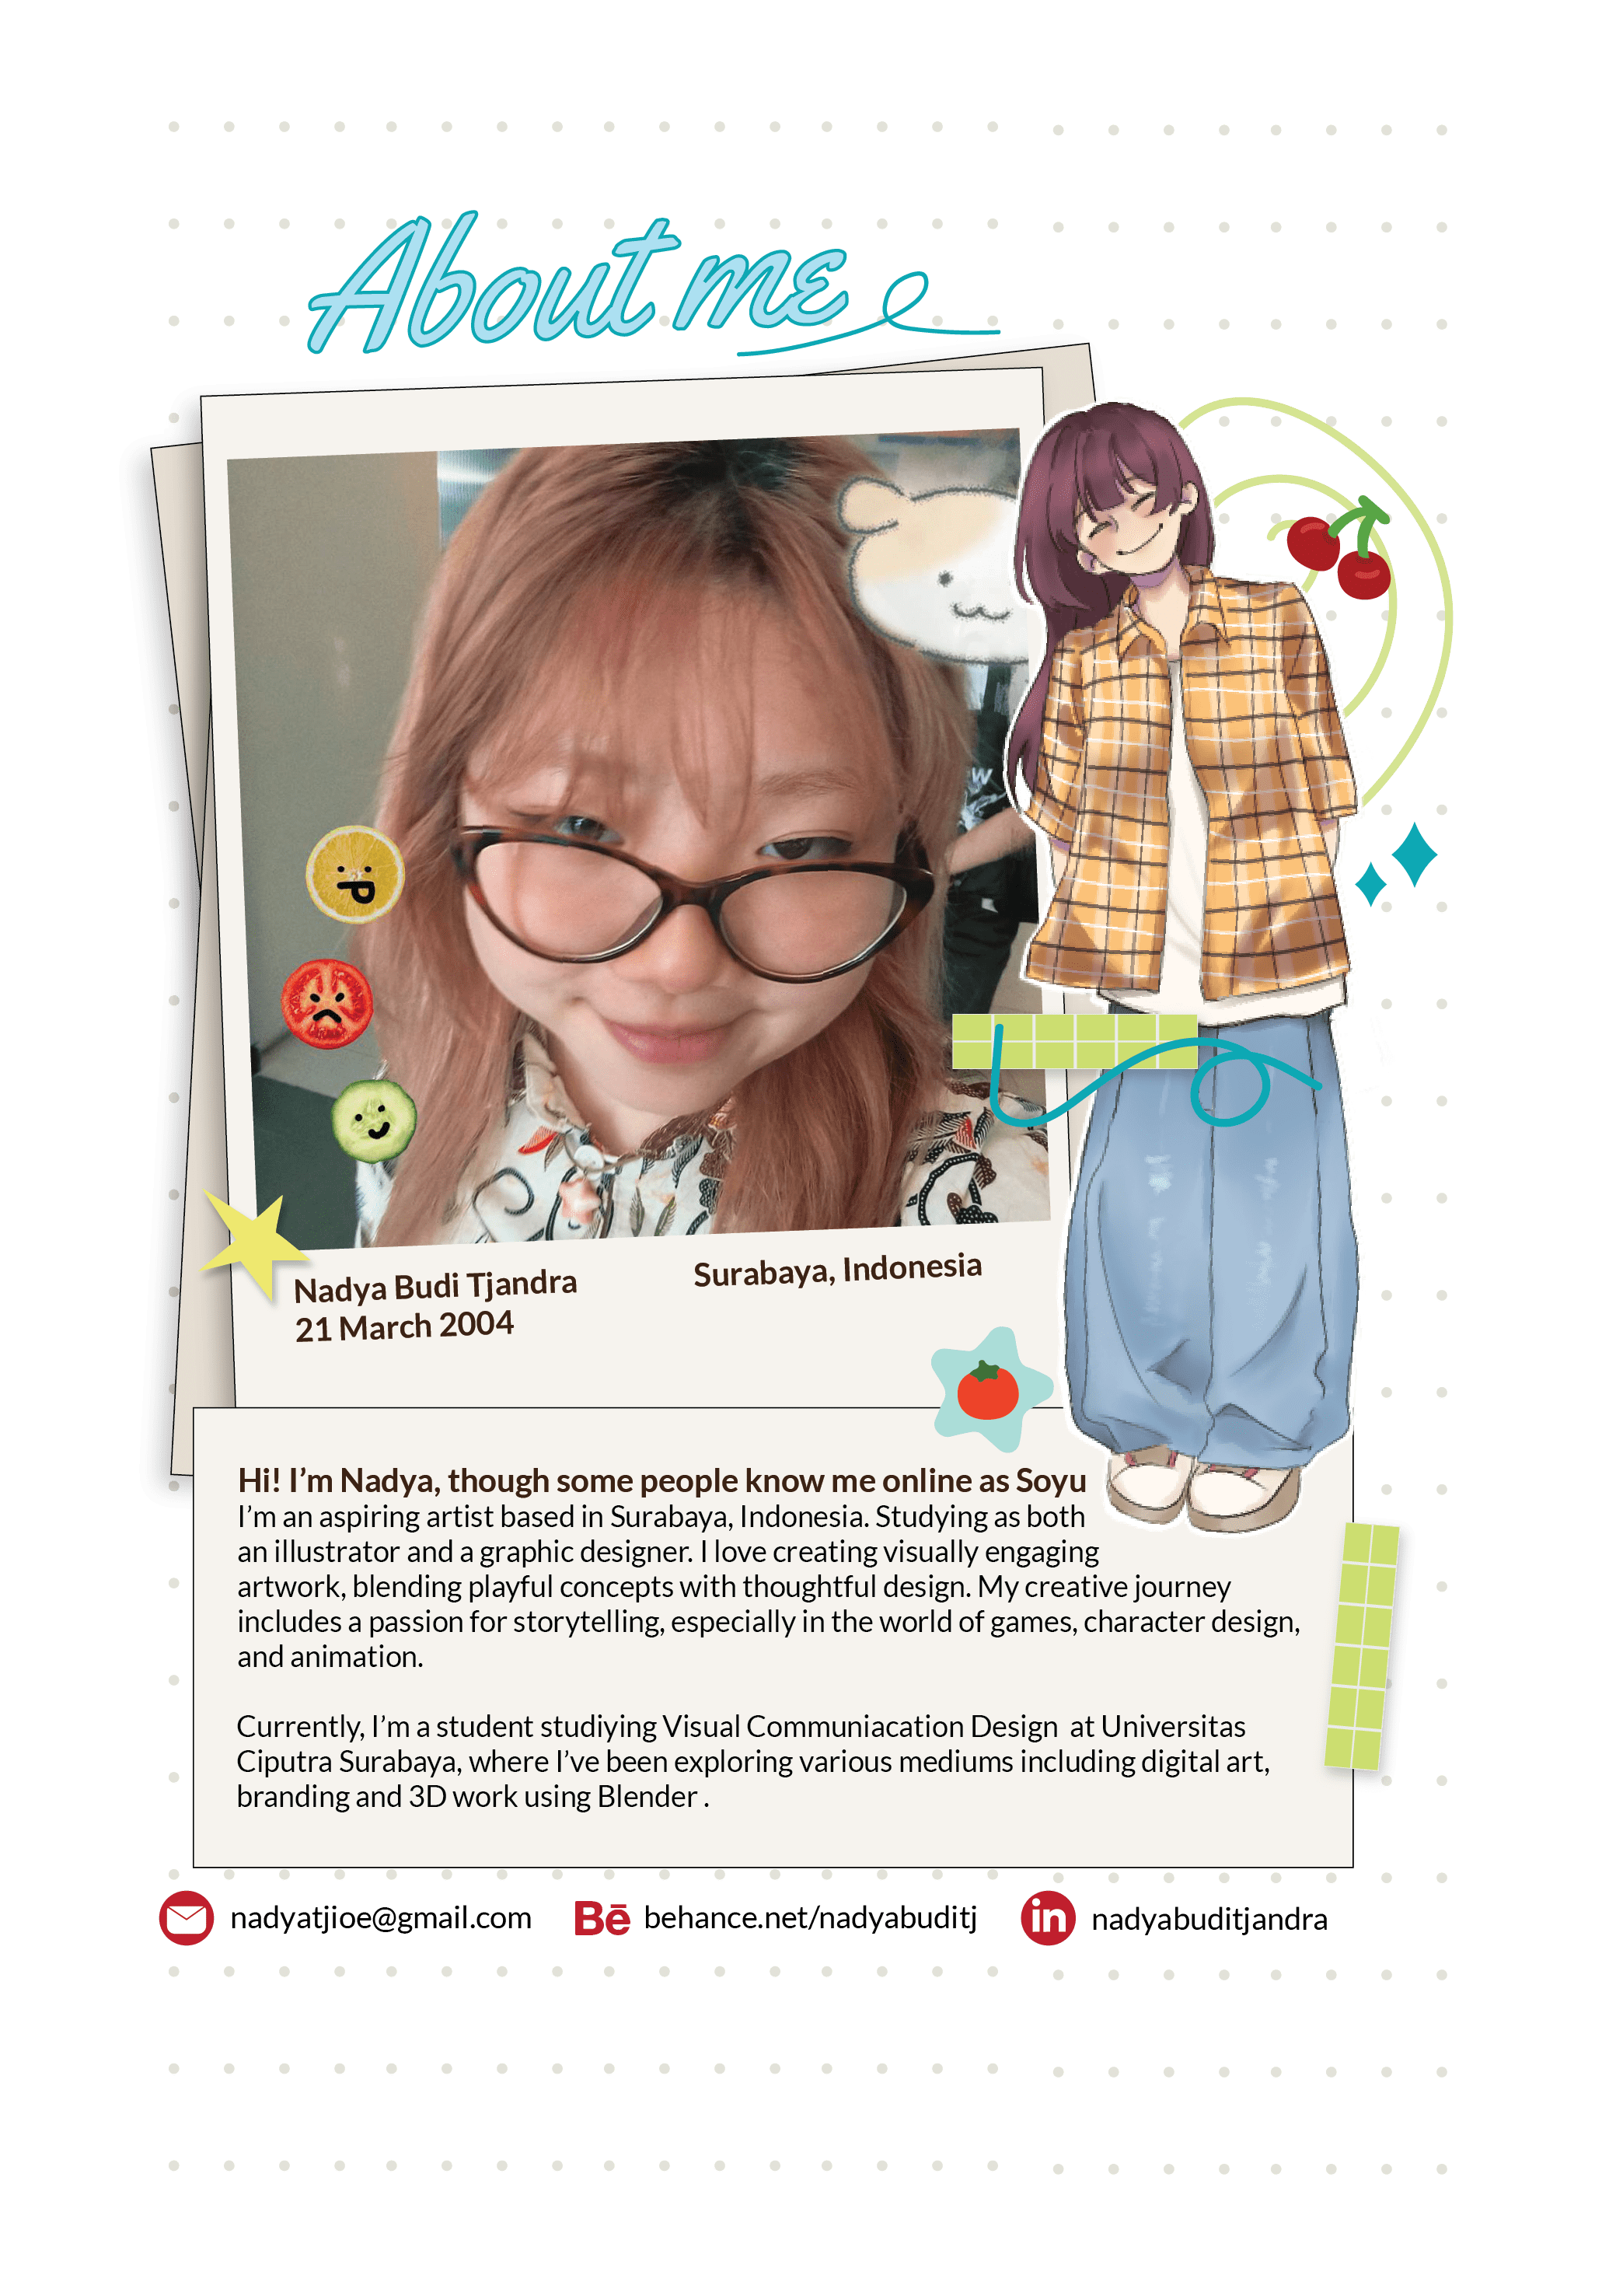 About me
w
Nadya Budi Tjandra
Surabaya, Indonesia
21 March 2004
Hi! I’m Nadya, though some people know me online as Soyu
I’m an aspiring artist based in Surabaya, Indonesia. Studying as both
an illustrator and a graphic designer. I love creating visually engaging
artwork, blending playful concepts with thoughtful design. My creative journey
includes a passion for storytelling, especially in the world of games, character design,
and animation.
Currently, I’m a student studiying Visual Communiacation Design at Universitas
Ciputra Surabaya, where I’ve been exploring various mediums including digital art,
branding and 3D work using Blender .
nadyatjioe@gmail.com
Bē behance.net/nadyabuditj
in nadyabuditjandra